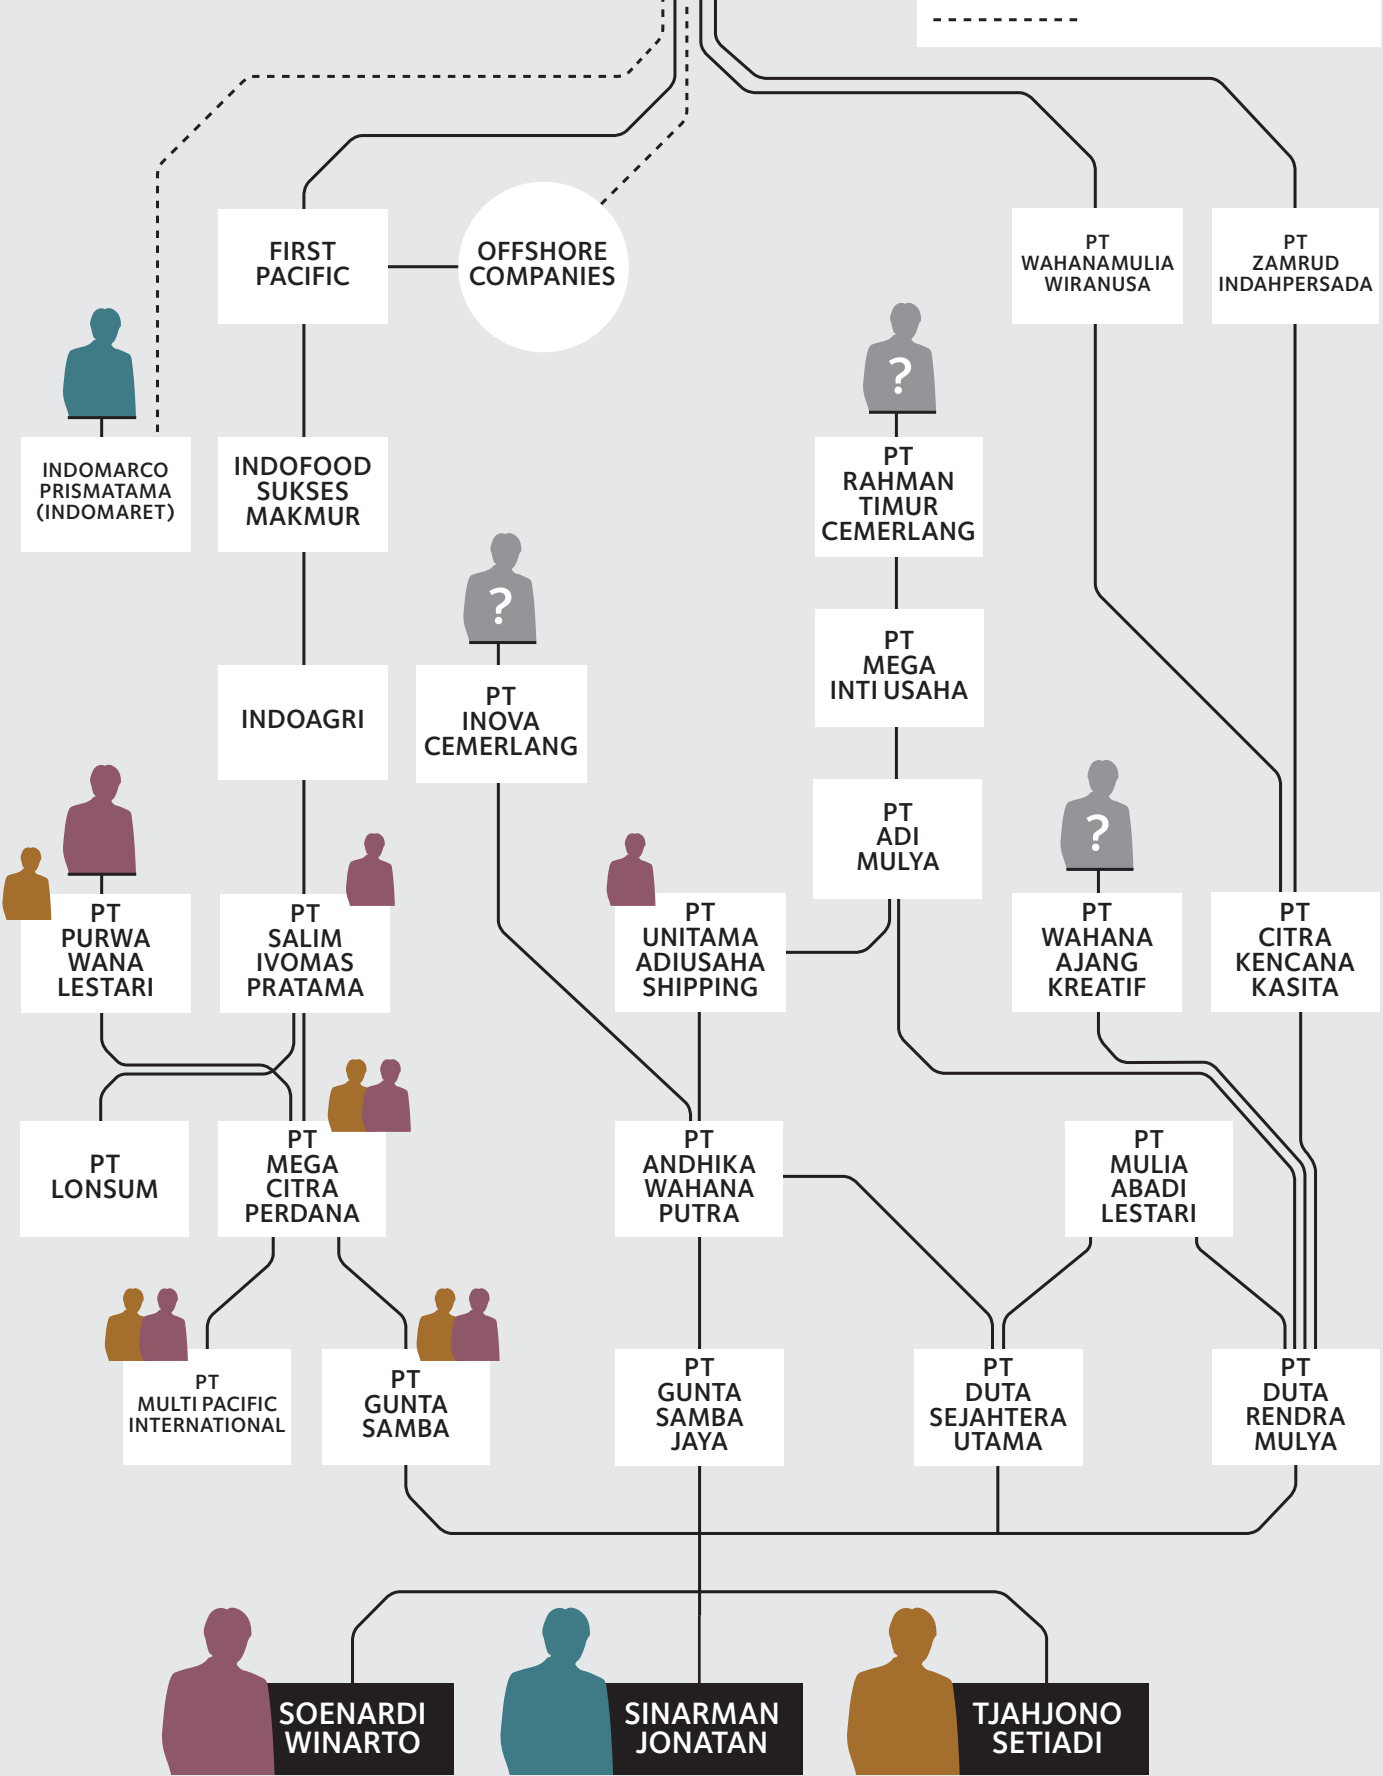 FIRST
PACIFIC
OFFSHORE
COMPANIES
PT
WAHANAMULIA
WIRANUSA
PT
ZAMRUD
INDAHPERSADA
?
INDOMARCO
PRISMATAMA
(INDOMARET)
INDOFOOD
SUKSES
MAKMUR
PT
RAHMAN
TIMUR
CEMERLANG
?
PT
MEGA
INTI USAHA
INDOAGRI
PT
INOVA
CEMERLANG
PT
ADI
MULYA
?
PT
PURWA
WANA
LESTARI
PT
SALIM
IVOMAS
PRATAMA
PT
UNITAMA
ADIUSAHA
SHIPPING
PT
WAHANA
AJANG
KREATIF
PT
CITRA
KENCANA
KASITA
PT
LONSUM
PT
MEGA
CITRA
PERDANA
PT
ANDHIKA
WAHANA
PUTRA
PT
MULIA
ABADI
LESTARI
PT
MULTI PACIFIC
INTERNATIONAL
PT
GUNTA
SAMBA
PT
GUNTA
SAMBA
JAYA
PT
DUTA
SEJAHTERA
UTAMA
PT
DUTA
RENDRA
MULYA
SOENARDI
WINARTO
SINARMAN
JONATAN
TJAHJONO
SETIADI